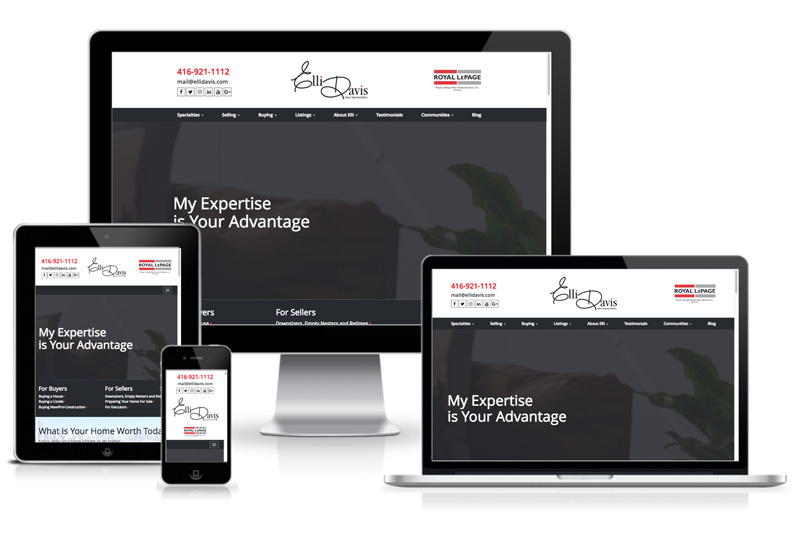 416-921-1112
mail@ellidavis.com
Elli Davis
Sales Representative
ROYAL LEPAGE
Specialties Selling Buying Listings About Elli Testimonials Communities Blog
My Expertise
is Your Advantage
For Sellers
Downsizers, Empty Nesters and Retirees
416-921-1112
mail@ellidavis.com
Elli Davis
ROYAL LEPAGE
My Expertise
is Your Advantage
For Buyers
Buying a House
Buying a Condo
Buying New/Pre-Construction
For Sellers
Downsizers, Empty Nesters and Reti
Preparing Your Home For Sale
For Executors
What Is Your Home Worth Toda
416-921-1112
mail@ellidavis.com
Elli Davis
ROYAL LEPAGE
416-921-1112
mail@ellidavis.com
Elli Davis
ROYAL LEPAGE
Specialties Selling Buying Listings About Elli Testimonials Communities Blog
My Expertise
is Your Advantage